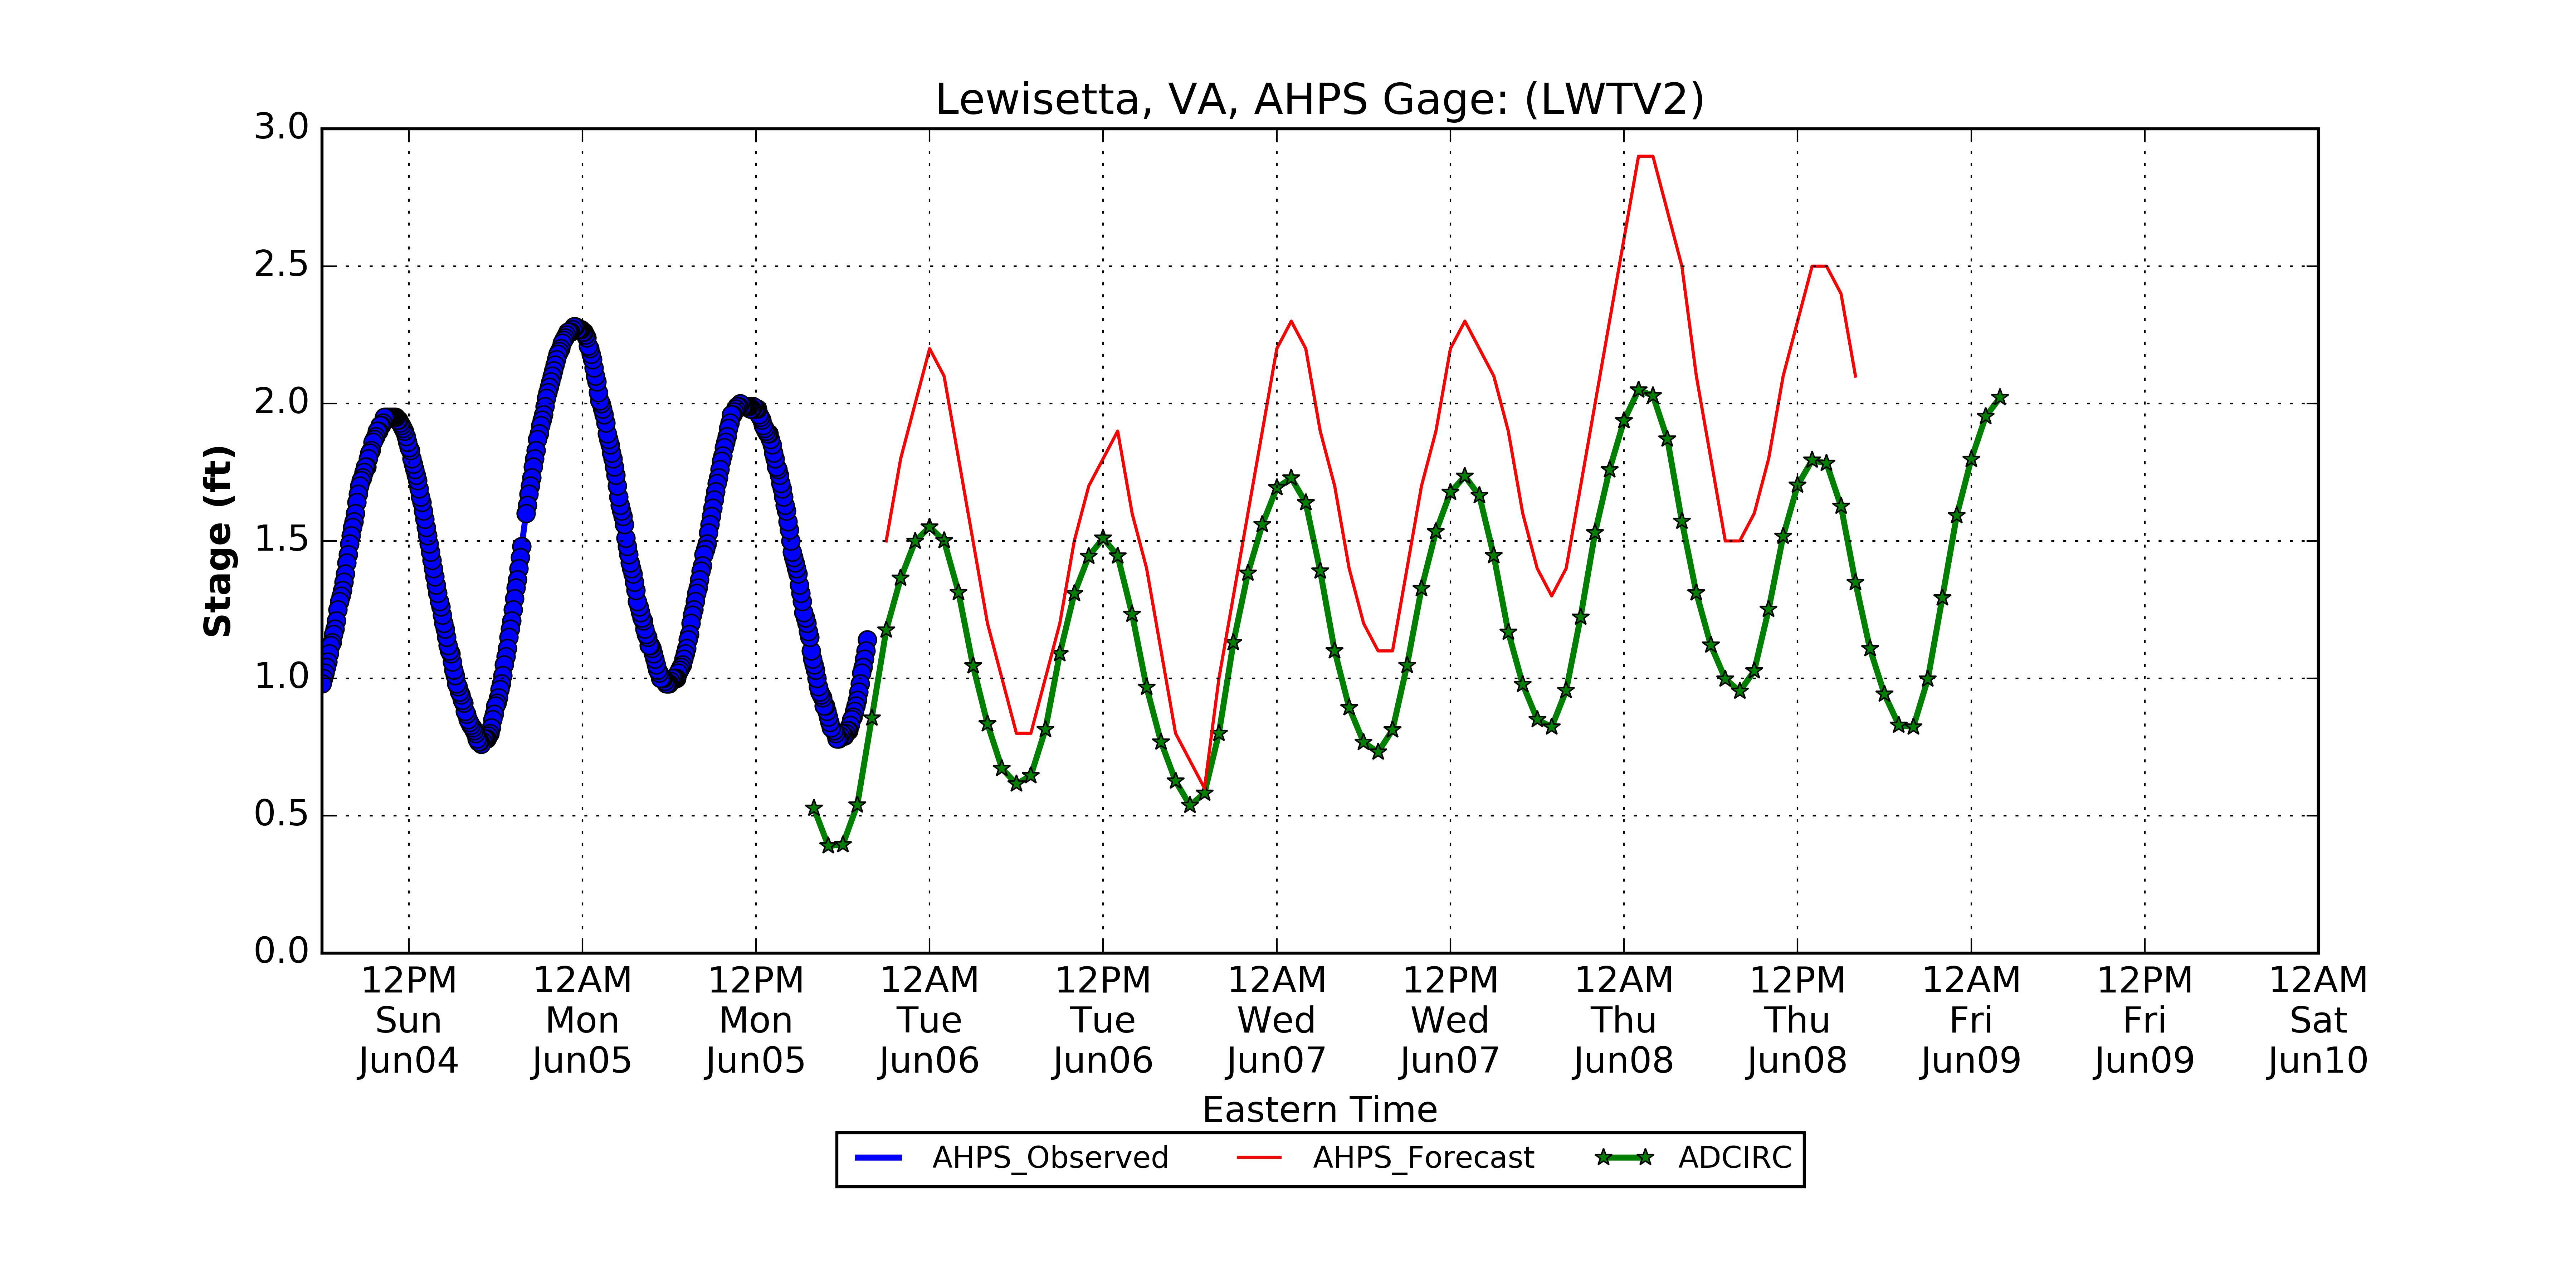 Lewisetta, VA, AHPS Gage: (LWTV2)
3.0
2.5
2.0
1.5
1.0
0.5
0.0
Stage (ft)
12PM 12AM 12PM 12AM 12PM 12AM 12PM 12AM 12PM 12AM 12PM 12AM
Sun Mon Mon Tue Tue Wed Wed Thu Thu Fri Fri Sat
Jun04 Jun05 Jun05 Jun06 Jun06 Jun07 Jun07 Jun08 Jun08 Jun09 Jun09 Jun10
Eastern Time
AHPS_Observed AHPS_Forecast ADCIRC